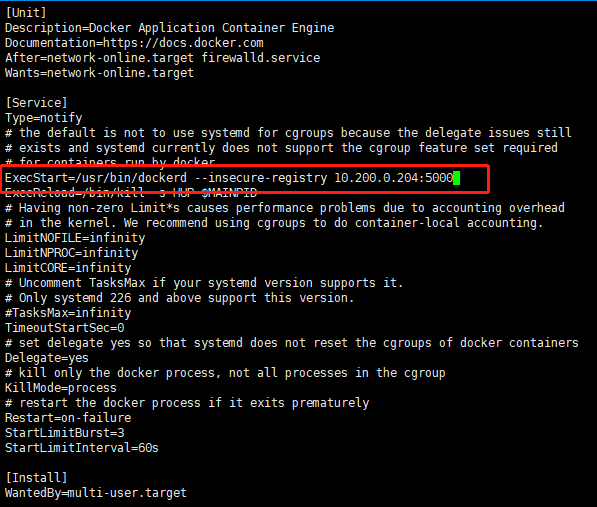 [Unit]
Description=Docker Application Container Engine
Documentation=https://docs.docker.com
After=network-online.target firewalld.service
Wants=network-online.target
[Service]
Type=notify
# the default is not to use systemd for cgroups because the delegate issues still
# exists and systemd currently does not support the cgroup feature set required
# for containers run by docker
ExecStart=/usr/bin/dockerd --insecure-registry 10.200.0.204:5000
ExecReload=/bin/kill -s HUP $MAINPID
# Having non-zero Limit*s causes performance problems due to accounting overhead
# in the kernel. We recommend using cgroups to do container-local accounting.
LimitNOFILE=infinity
LimitNPROC=infinity
LimitCORE=infinity
# Uncomment TasksMax if your systemd version supports it.
# Only systemd 226 and above support this version.
#TasksMax=infinity
TimeoutStartSec=0
# set delegate yes so that systemd does not reset the cgroups of docker containers
Delegate=yes
# kill only the docker process, not all processes in the cgroup
KillMode=process
# restart the docker process if it exits prematurely
Restart=on-failure
StartLimitBurst=3
StartLimitInterval=60s
[Install]
WantedBy=multi-user.target